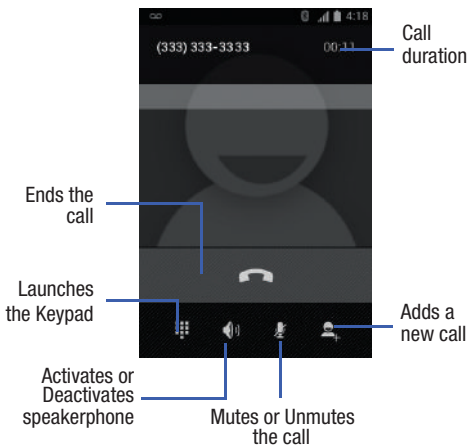 4:18
(333) 333-3333
00:11
Call
duration
Ends the
call
Launches
the Keypad
Adds a
new call
Activates or
Deactivates
speakerphone
Mutes or Unmutes
the call